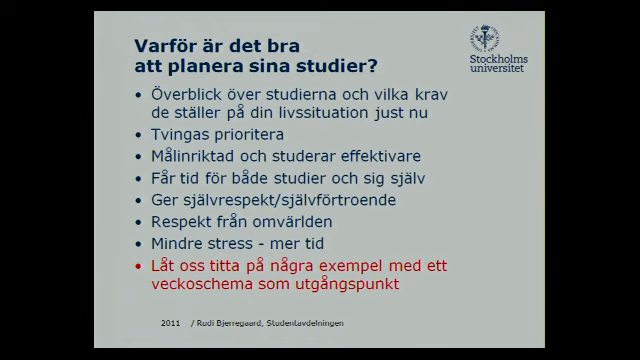 Varför är det bra
att planera sina studier?
Stockholms
universitet
• Överblick över studierna och vilka krav
de ställer på din livssituation just nu
• Tvingas prioritera
• Målinriktad och studerar effektivare
• Får tid för både studier och sig själv
• Ger självrespekt/självförtroende
• Respekt från omvärlden
• Mindre stress - mer tid
• Låt oss titta på några exempel med ett
veckoschema som utgångspunkt
2011 / Rudi Bjerregaard, Studentavdelningen